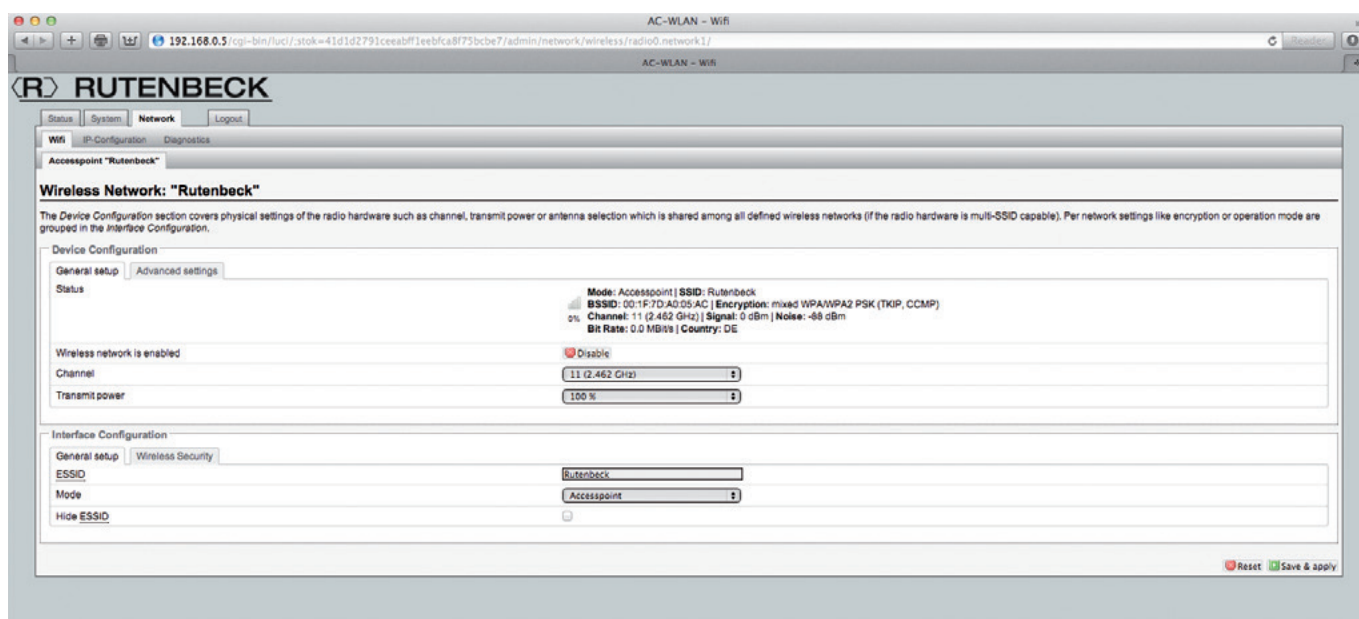 AC-WLAN – Wifi
192.168.0.5/cgi-bin/luci/;stok=41d1d2791ceeabff1eebfca8f75bcbe7/admin/network/wireless/radio0.network1/
Reader
AC-WLAN – Wifi
⟨R⟩ RUTENBECK
Status System Network Logout
Wifi IP-Configuration Diagnostics
Accesspoint "Rutenbeck"
Wireless Network: "Rutenbeck"
The Device Configuration section covers physical settings of the radio hardware such as channel, transmit power or antenna selection which is shared among all defined wireless networks (if the radio hardware is multi-SSID capable). Per network settings like encryption or operation mode are
grouped in the Interface Configuration.
Device Configuration
General setup Advanced settings
Status
Mode: Accesspoint | SSID: Rutenbeck
BSSID: 00:1F:7D:A0:05:AC | Encryption: mixed WPA/WPA2 PSK (TKIP, CCMP)
0% Channel: 11 (2.462 GHz) | Signal: 0 dBm | Noise: -88 dBm
Bit Rate: 0.0 MBit/s | Country: DE
Wireless network is enabled Disable
Channel 11 (2.462 GHz)
Transmit power 100 %
Interface Configuration
General setup Wireless Security
ESSID Rutenbeck
Mode Accesspoint
Hide ESSID
Reset Save & apply